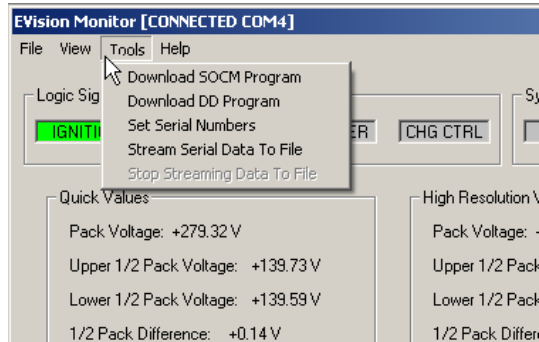 EVision Monitor [CONNECTED COM4]
File View Tools Help
Download SOCM Program
Download DD Program
Set Serial Numbers
Stream Serial Data To File
Stop Streaming Data To File
Logic Sig
Sy
IGNITI
ER
CHG CTRL
Quick Values
Pack Voltage: +279.32 V
Upper 1/2 Pack Voltage: +139.73 V
Lower 1/2 Pack Voltage: +139.59 V
1/2 Pack Difference: +0.14 V
High Resolution V
Pack Voltage: -
Upper 1/2 Pack
Lower 1/2 Pack
1/2 Pack Differe